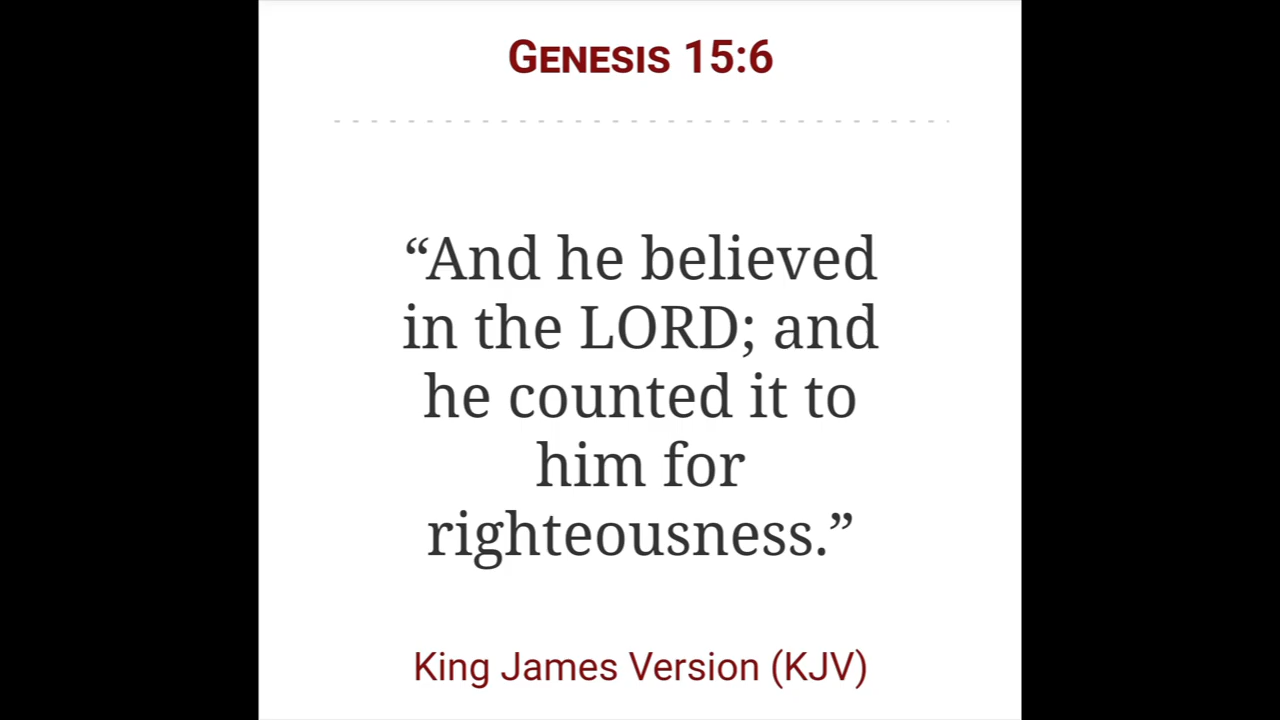 Genesis 15:6
“And he believed
in the LORD; and
he counted it to
him for
righteousness.”
King James Version (KJV)